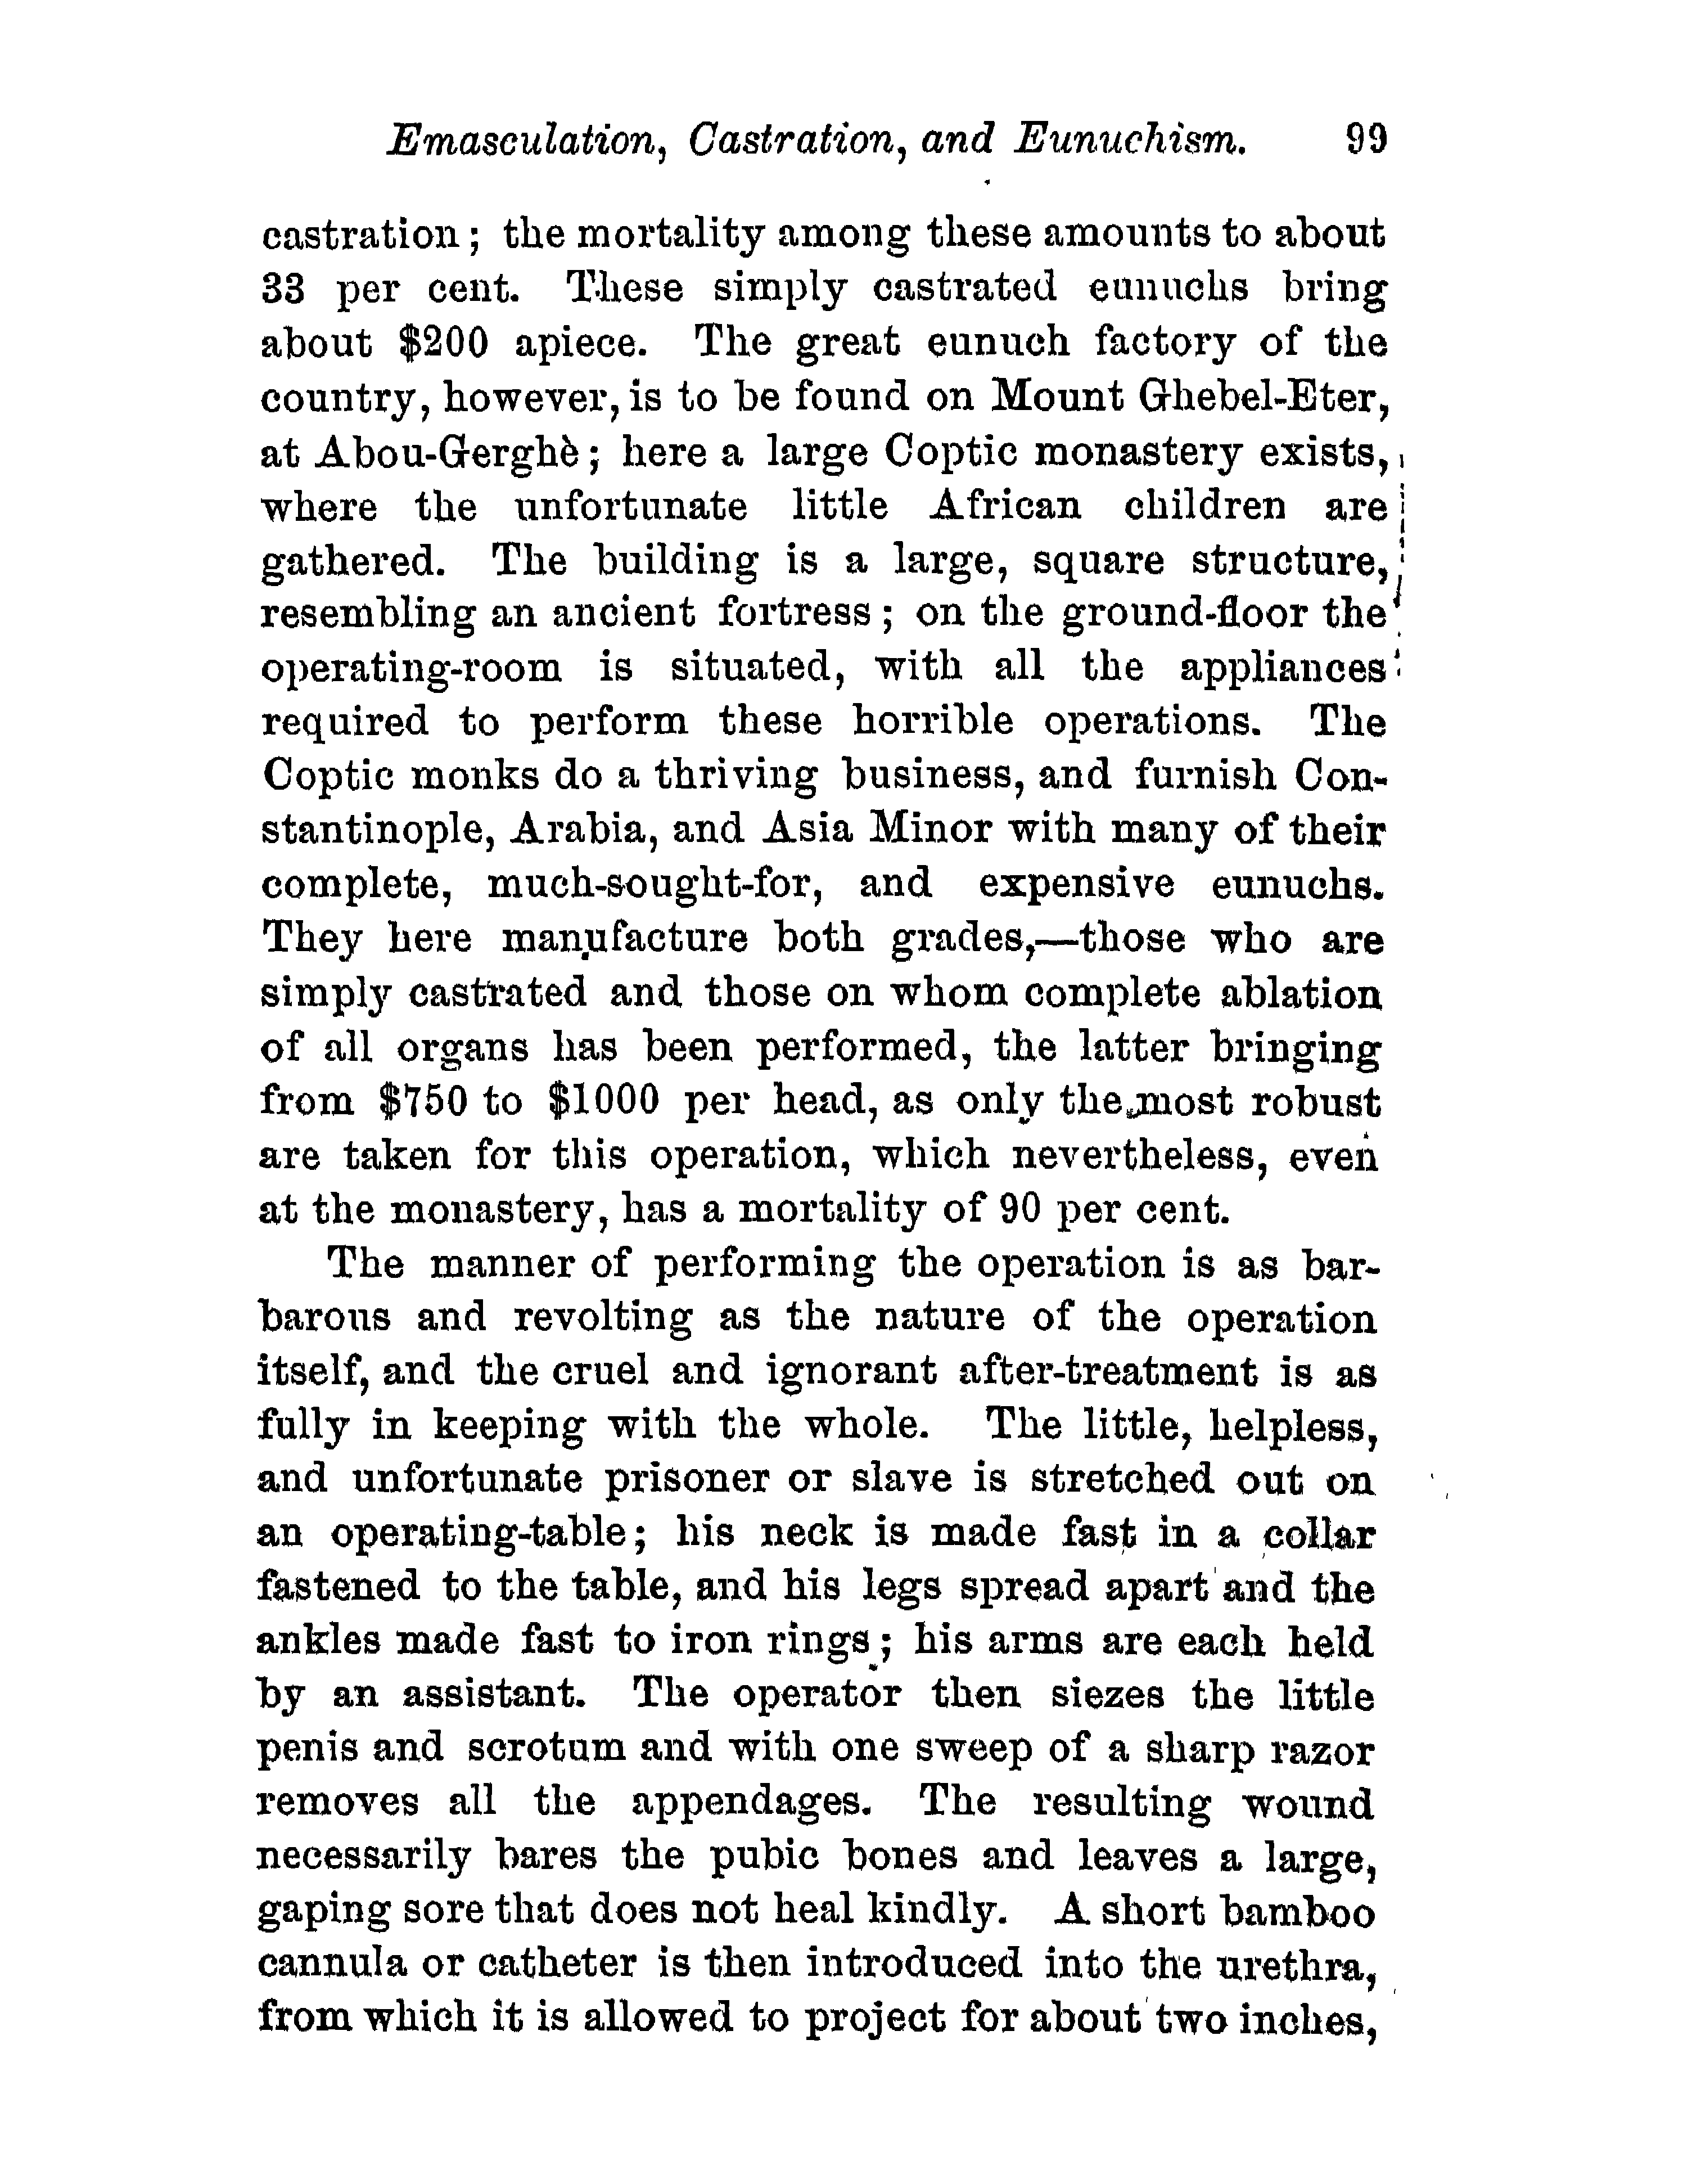 Emasculation, Castration, and Eunuchism. 99
castration; the mortality among these amounts to about
33 per cent. These simply castrated eunuchs bring
about $200 apiece. The great eunuch factory of the
country, however, is to be found on Mount Ghebel-Eter,
at Abou-Gerghè; here a large Coptic monastery exists,
where the unfortunate little African children are
gathered. The building is a large, square structure,
resembling an ancient fortress; on the ground-floor the
operating-room is situated, with all the appliances
required to perform these horrible operations. The
Coptic monks do a thriving business, and furnish Con-
stantinople, Arabia, and Asia Minor with many of their
complete, much-sought-for, and expensive eunuchs.
They here manufacture both grades,—those who are
simply castrated and those on whom complete ablation
of all organs has been performed, the latter bringing
from $750 to $1000 per head, as only the most robust
are taken for this operation, which nevertheless, even
at the monastery, has a mortality of 90 per cent.
The manner of performing the operation is as bar-
barous and revolting as the nature of the operation
itself, and the cruel and ignorant after-treatment is as
fully in keeping with the whole. The little, helpless,
and unfortunate prisoner or slave is stretched out on
an operating-table; his neck is made fast in a collar
fastened to the table, and his legs spread apart and the
ankles made fast to iron rings; his arms are each held
by an assistant. The operator then siezes the little
penis and scrotum and with one sweep of a sharp razor
removes all the appendages. The resulting wound
necessarily bares the pubic bones and leaves a large,
gaping sore that does not heal kindly. A short bamboo
cannula or catheter is then introduced into the urethra,
from which it is allowed to project for about two inches,